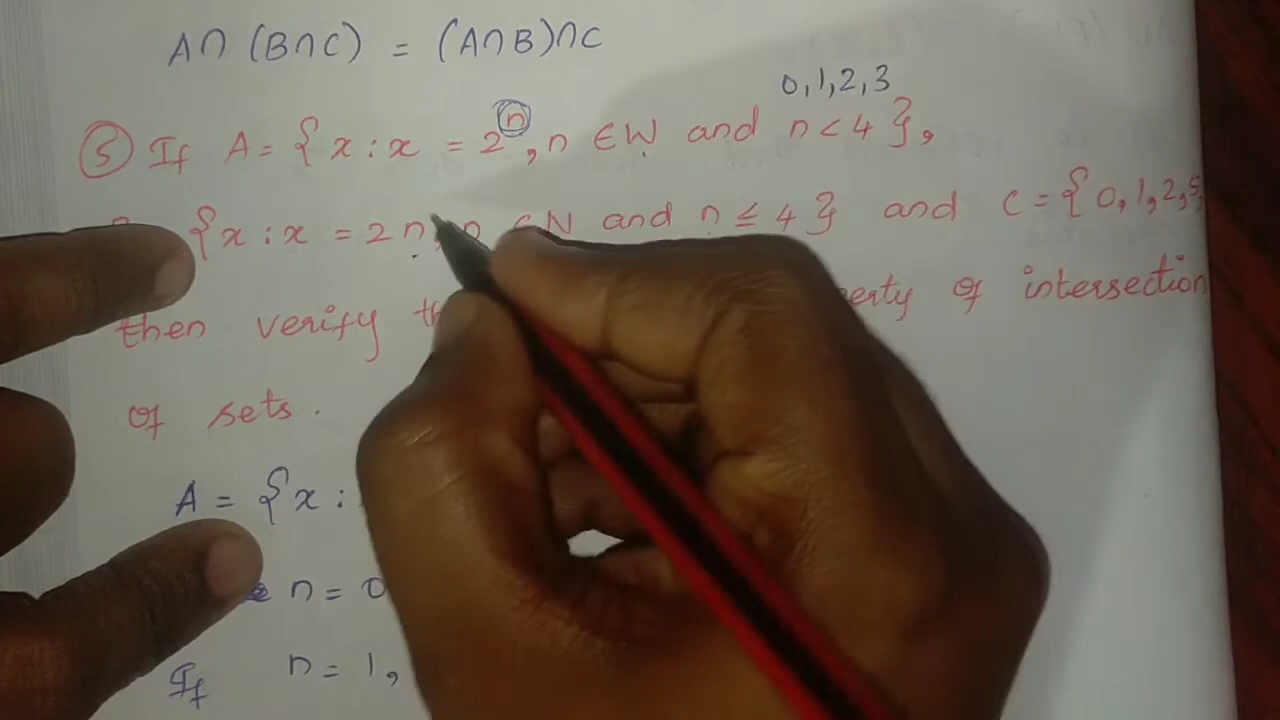 A∩ (B∩C) = (A∩B)∩C
0,1,2,3
⑤ If A = {x : x = 2ⁿ, n ∈ W and n < 4},
{x : x = 2n, n ∈ N and n ≤ 4} and C = {0,1,2,5,
then verify of intersection
of sets.
A = {x :
n = 0
If n = 1,